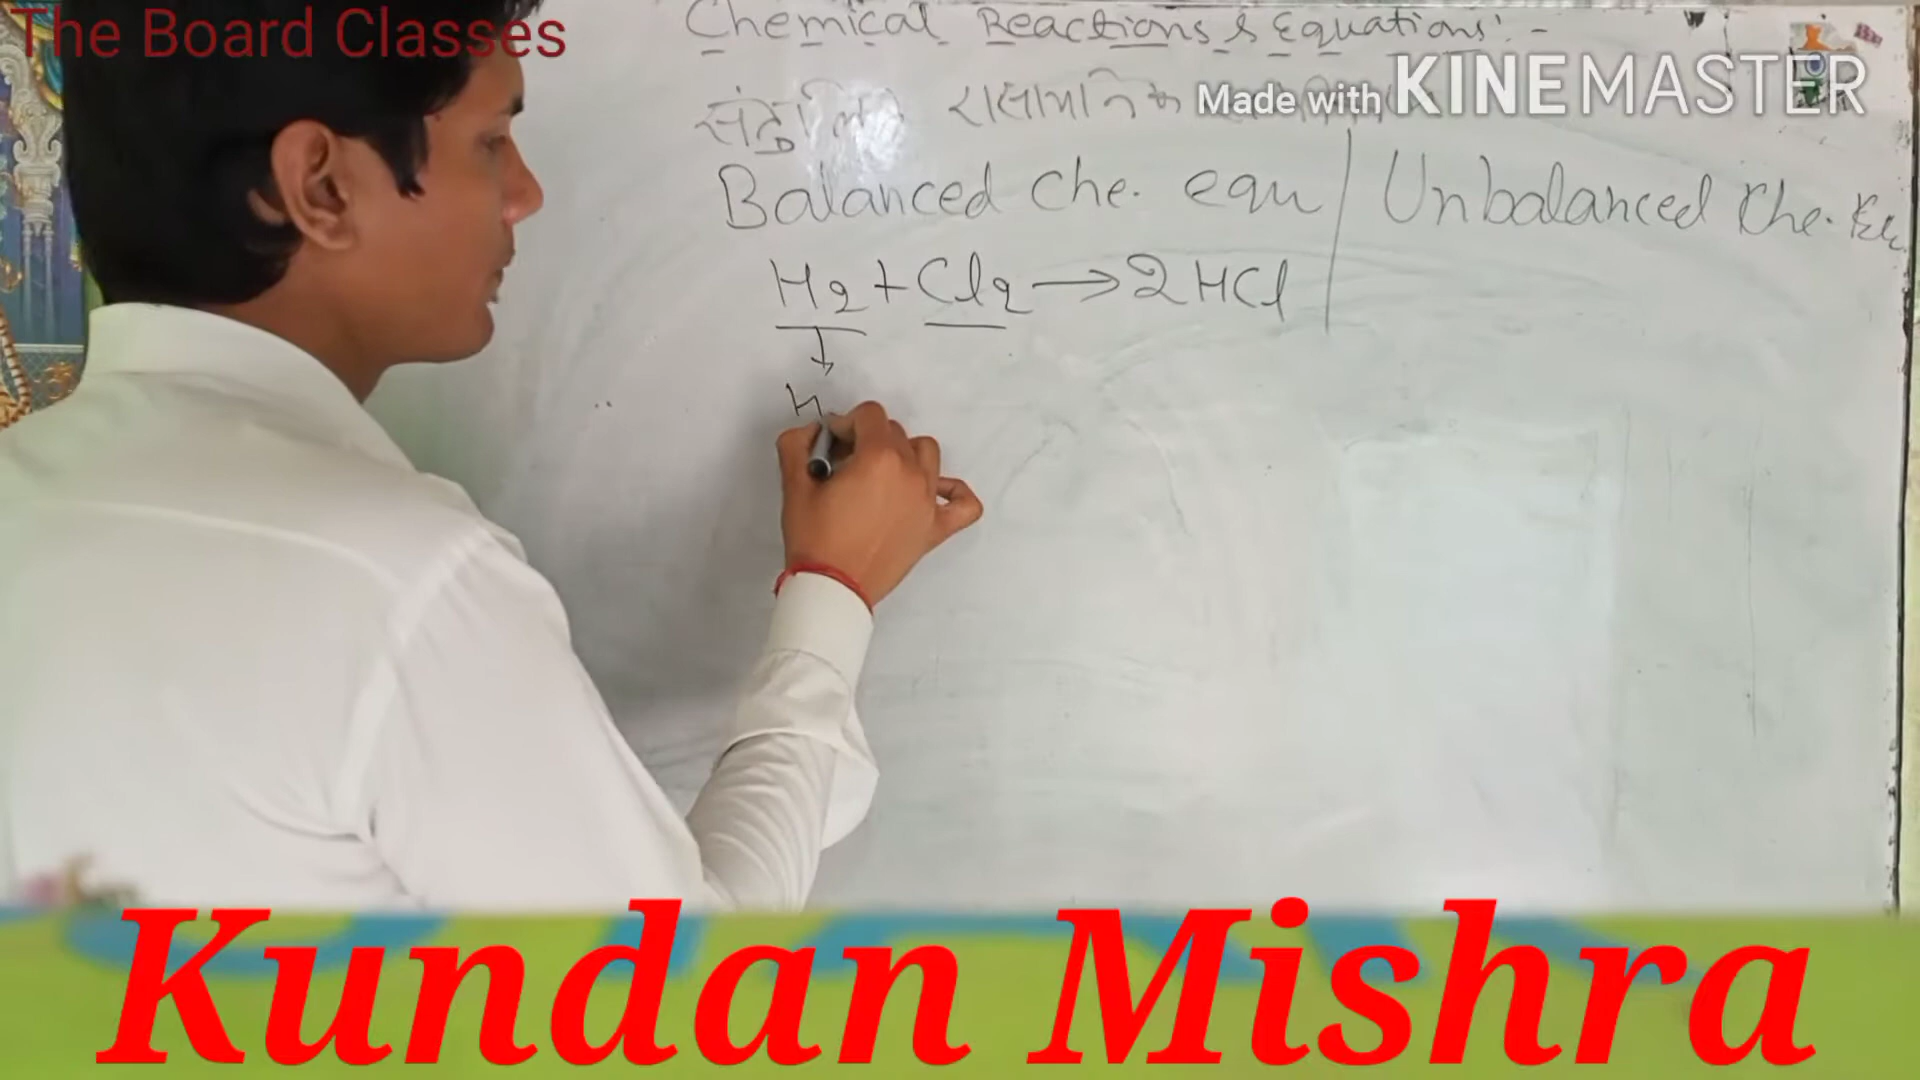 The Board Classes
Chemical Reactions & Equations: -
Made with KINEMASTER
संतुलित रासायनिक
Balanced Che. equ | Unbalanced Che.
H2 + Cl2 → 2HCl
H
Kundan Mishra